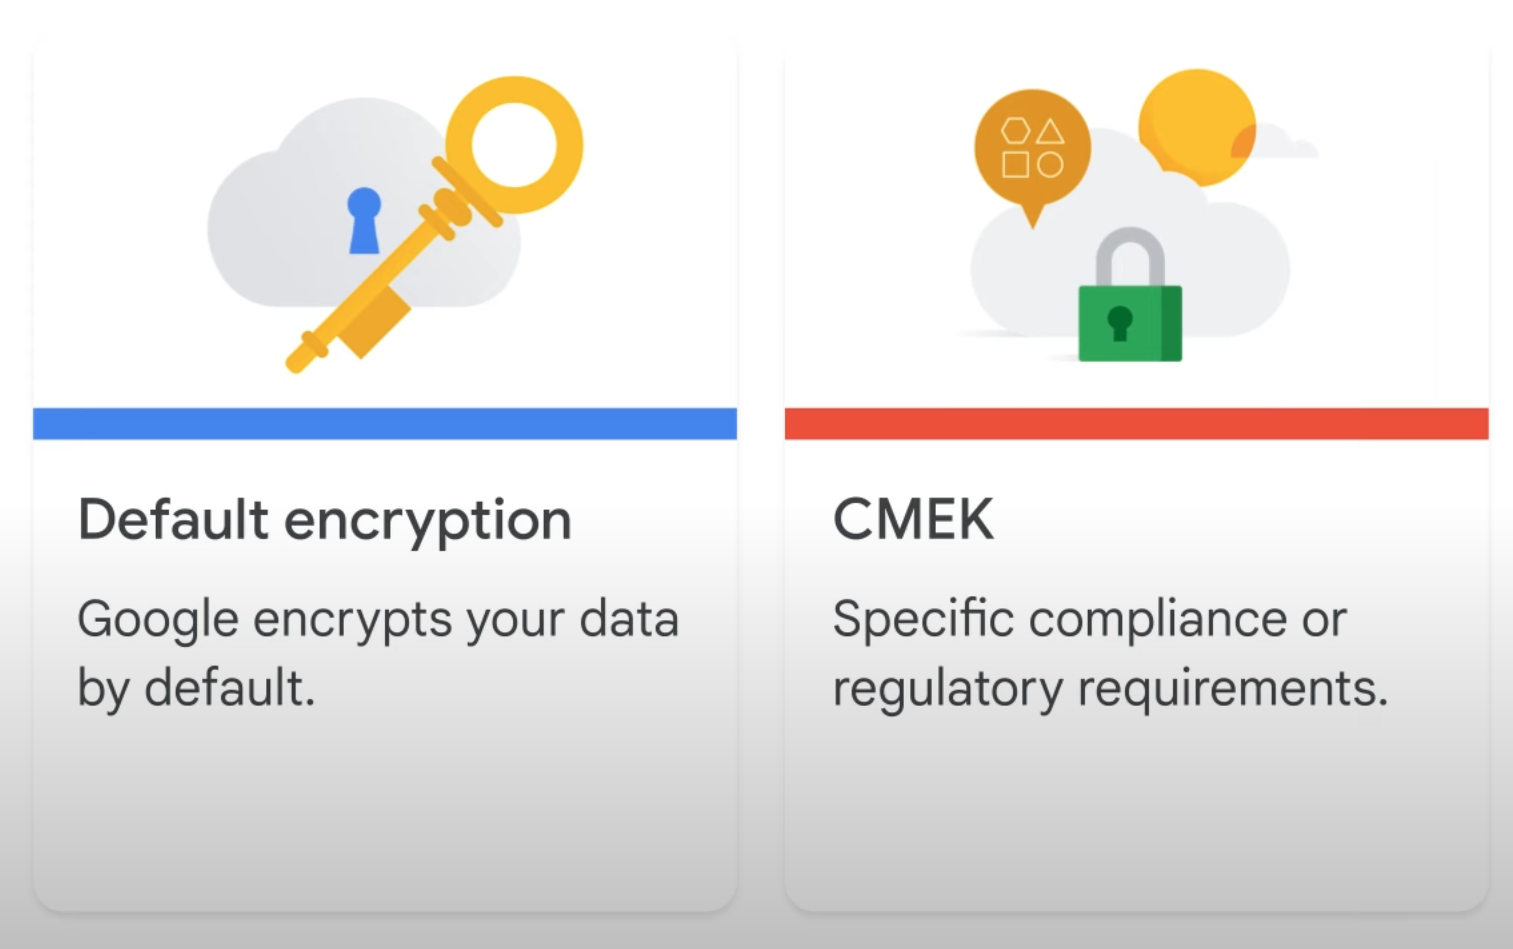 Default encryption
Google encrypts your data
by default.
CMEK
Specific compliance or
regulatory requirements.